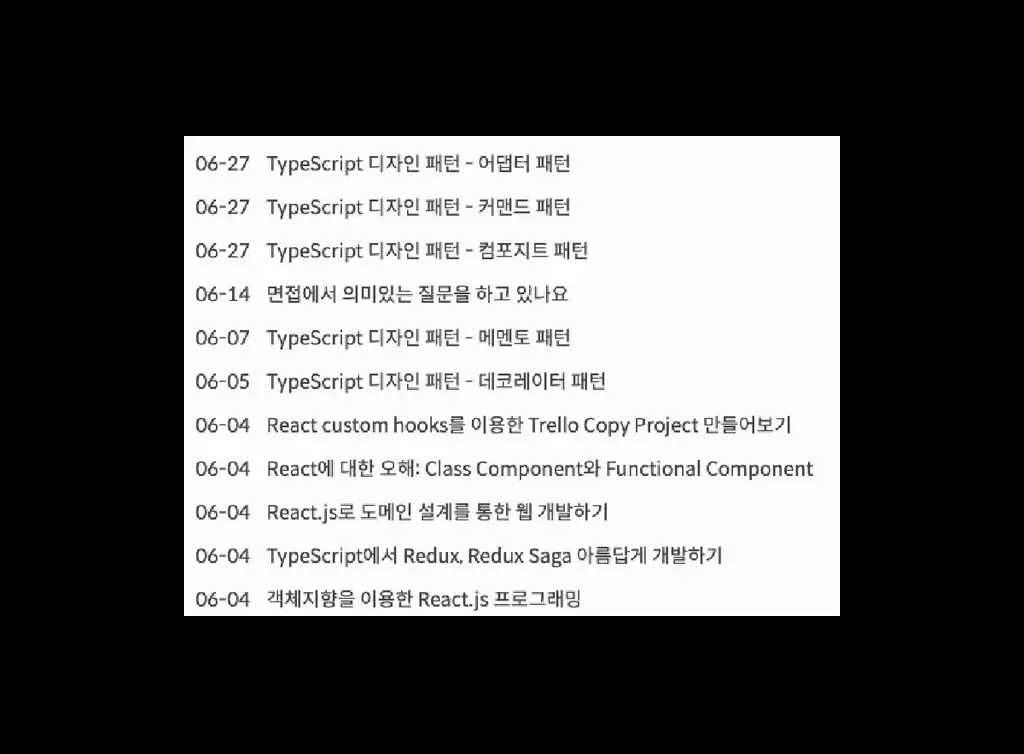 06-27 TypeScript 디자인 패턴 - 어댑터 패턴
06-27 TypeScript 디자인 패턴 - 커맨드 패턴
06-27 TypeScript 디자인 패턴 - 컴포지트 패턴
06-14 면접에서 의미있는 질문을 하고 있나요
06-07 TypeScript 디자인 패턴 - 메멘토 패턴
06-05 TypeScript 디자인 패턴 - 데코레이터 패턴
06-04 React custom hooks를 이용한 Trello Copy Project 만들어보기
06-04 React에 대한 오해: Class Component와 Functional Component
06-04 React.js로 도메인 설계를 통한 웹 개발하기
06-04 TypeScript에서 Redux, Redux Saga 아름답게 개발하기
06-04 객체지향을 이용한 React.js 프로그래밍